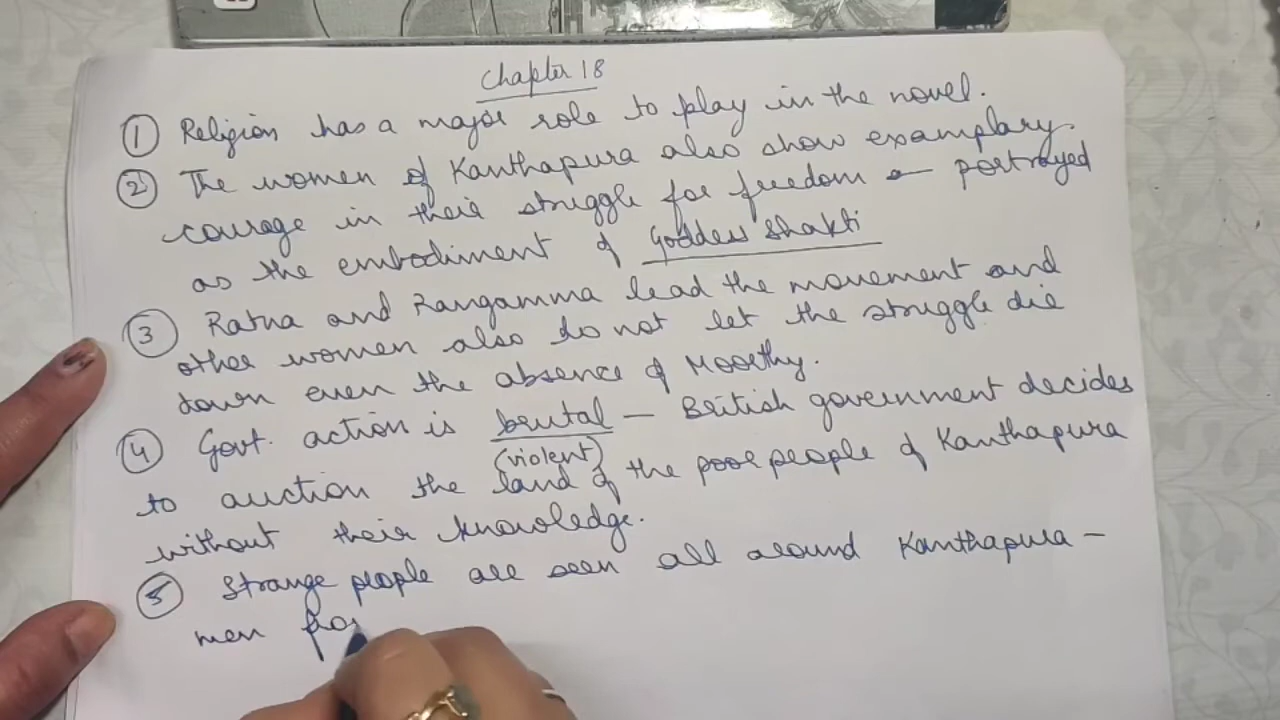 Chapter 18
① Religion has a major role to play in the novel.
② The women of Kanthapura also show examplary
courage in their struggle for freedom — portrayed
as the embodiment of Goddess Shakti
③ Ratna and Rangamma lead the movement and
other women also do not let the struggle die
down even the absence of Moorthy.
④ Govt. action is brutal — British government decides
(violent)
to auction the land of the poor people of Kanthapura
without their knowledge.
⑤ Strange people are seen all around Kanthapura —
men